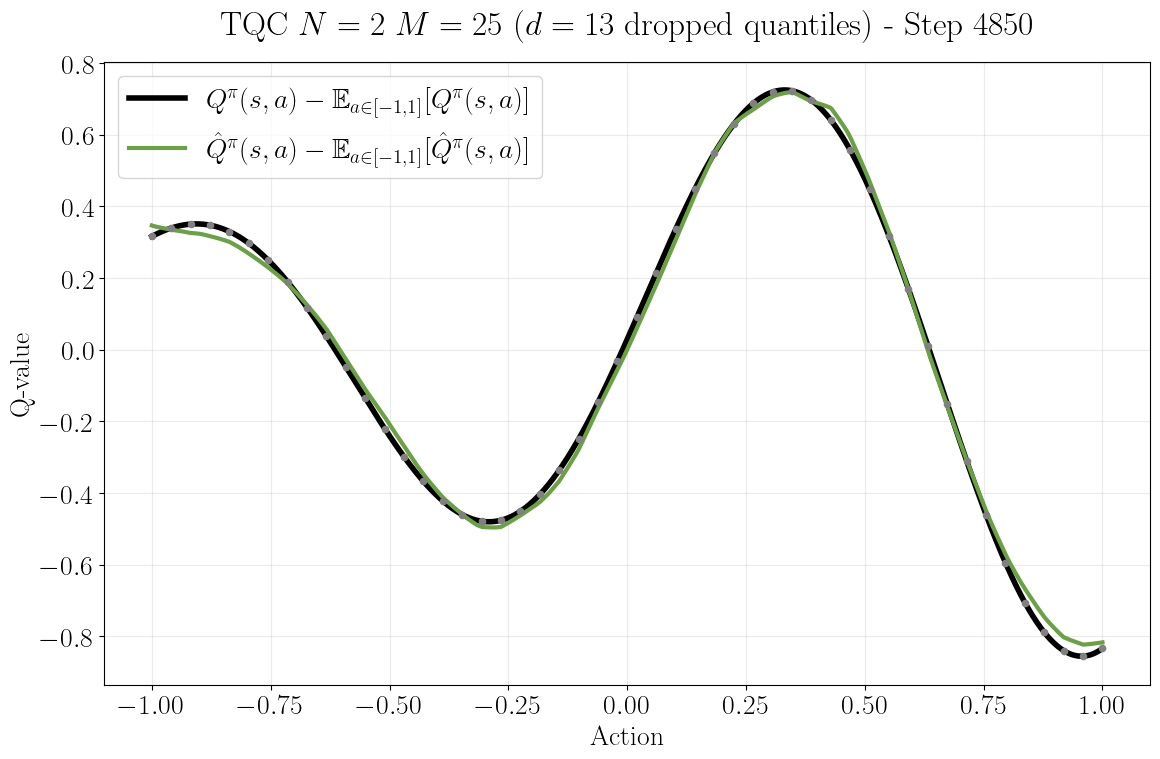 TQC N = 2 M = 25 (d = 13 dropped quantiles) - Step 4850
Q^π(s, a) − 𝔼_{a∈[−1,1]}[Q^π(s, a)]
Q̂^π(s, a) − 𝔼_{a∈[−1,1]}[Q̂^π(s, a)]
0.8
0.6
0.4
0.2
0.0
−0.2
−0.4
−0.6
−0.8
Q-value
−1.00 −0.75 −0.50 −0.25 0.00 0.25 0.50 0.75 1.00
Action